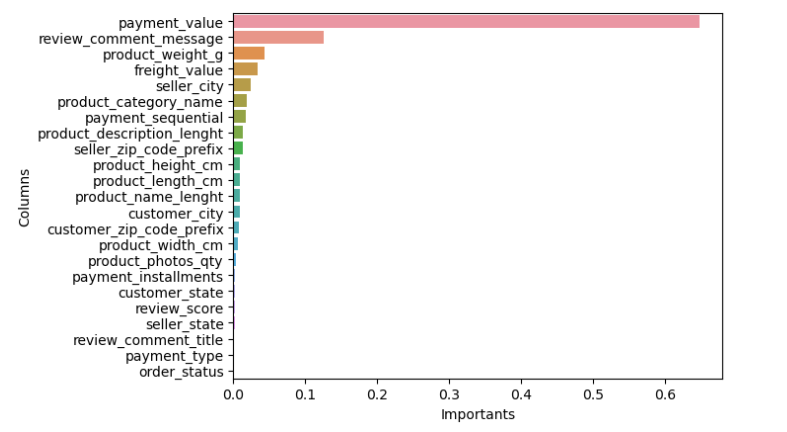 payment_value
review_comment_message
product_weight_g
freight_value
seller_city
product_category_name
payment_sequential
product_description_lenght
seller_zip_code_prefix
product_height_cm
product_length_cm
product_name_lenght
customer_city
customer_zip_code_prefix
product_width_cm
product_photos_qty
payment_installments
customer_state
review_score
seller_state
review_comment_title
payment_type
order_status
Columns
0.0 0.1 0.2 0.3 0.4 0.5 0.6
Importants